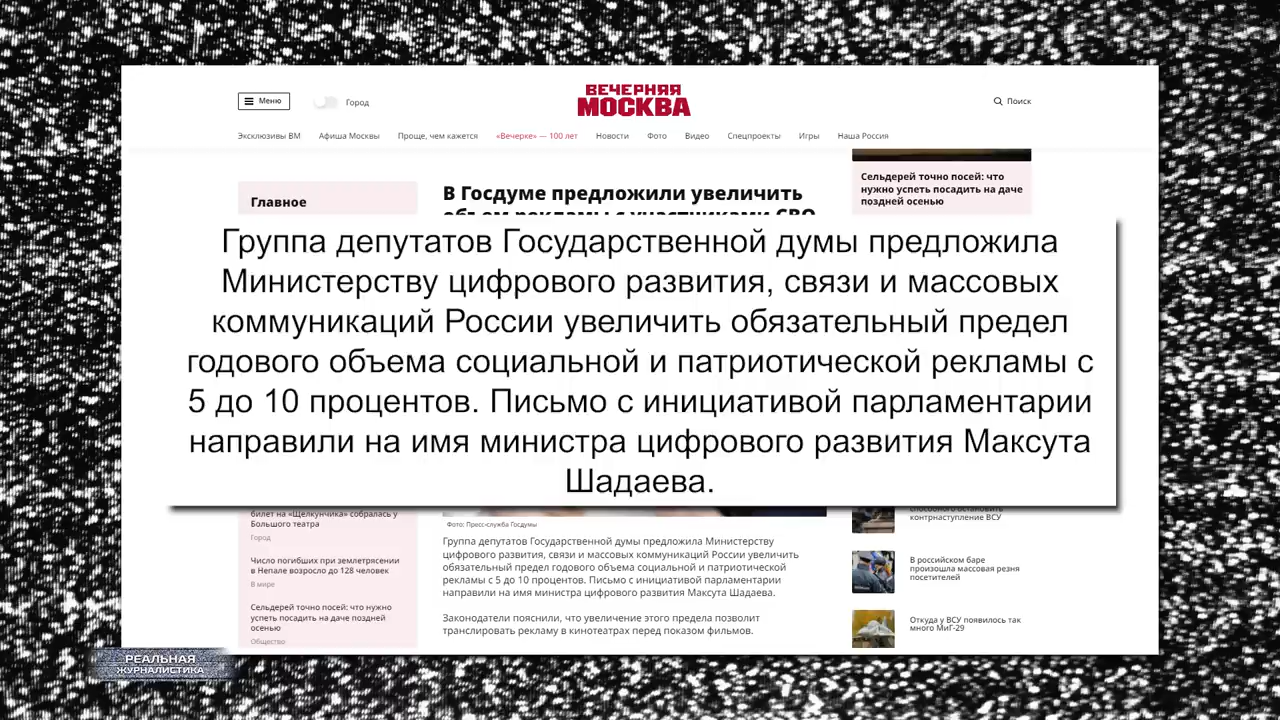 ВЕЧЕРНЯЯ
МОСКВА
Меню
Город
Поиск
Эксклюзивы ВМ
Афиша Москвы
Проще, чем кажется
«Вечерке» — 100 лет
Новости
Фото
Видео
Спецпроекты
Игры
Наша Россия
Главное
В Госдуме предложили увеличить
объем рекламы с участниками СВО
Сельдерей точно посей: что
нужно успеть посадить на даче
поздней осенью
Группа депутатов Государственной думы предложила
Министерству цифрового развития, связи и массовых
коммуникаций России увеличить обязательный предел
годового объема социальной и патриотической рекламы с
5 до 10 процентов. Письмо с инициативой парламентарии
направили на имя министра цифрового развития Максута
Шадаева.
билет на «Щелкунчика» собралась у
Большого театра
Город
Число погибших при землетрясении
в Непале возросло до 128 человек
В мире
Сельдерей точно посей: что нужно
успеть посадить на даче поздней
осенью
Общество
Фото: Пресс-служба Госдумы
Группа депутатов Государственной думы предложила Министерству
цифрового развития, связи и массовых коммуникаций России увеличить
обязательный предел годового объема социальной и патриотической
рекламы с 5 до 10 процентов. Письмо с инициативой парламентарии
направили на имя министра цифрового развития Максута Шадаева.
Законодатели пояснили, что увеличение этого предела позволит
транслировать рекламу в кинотеатрах перед показом фильмов.
способного остановить
контрнаступление ВСУ
В российском баре
произошла массовая резня
посетителей
Откуда у ВСУ появилось так
много МиГ-29
РЕАЛЬНАЯ
ЖУРНАЛИСТИКА